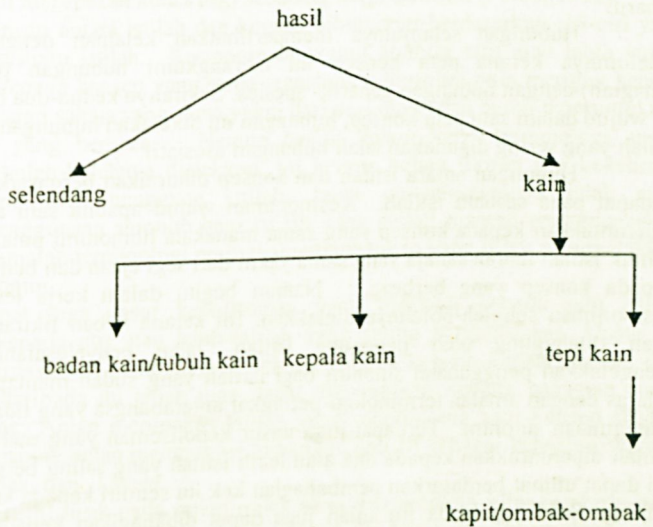 hasil
selendang
kain
badan kain/tubuh kain kepala kain tepi kain
kapit/ombak-ombak